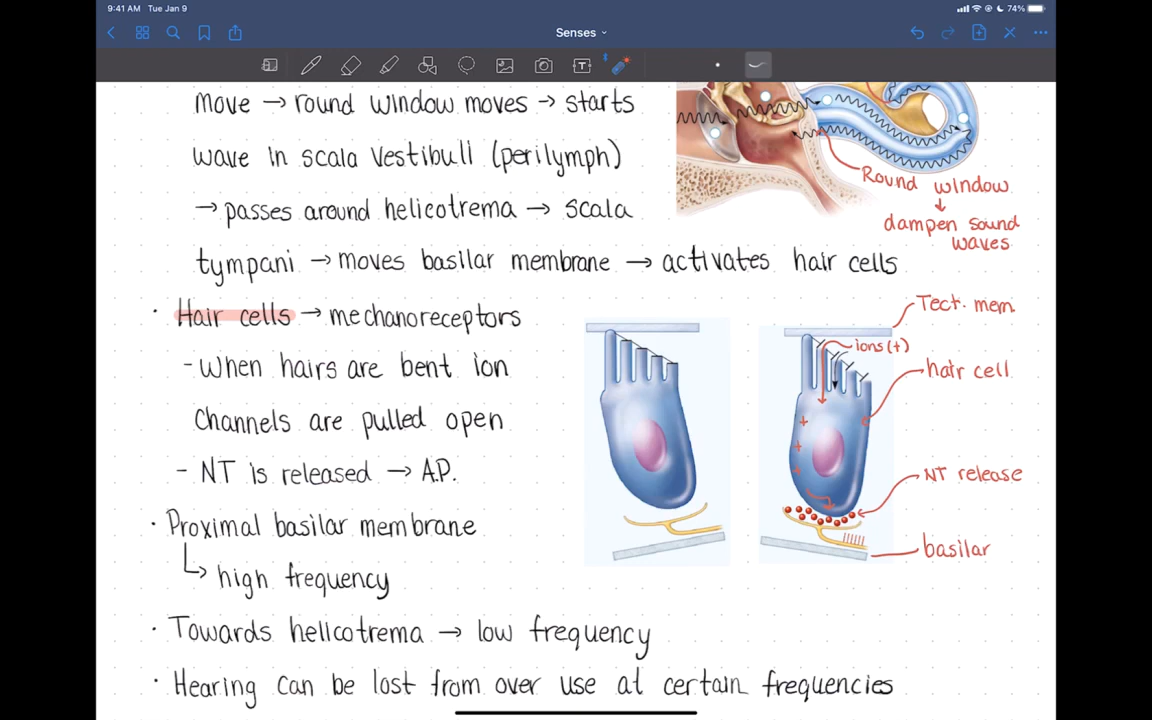 9:41 AM Tue Jan 9
74%
Senses
Move → round window moves → starts
wave in scala vestibuli (perilymph)
→ passes around helicotrema → scala
tympani → moves basilar membrane → activates hair cells
Round window
↓
dampen sound
waves
· Hair cells → mechanoreceptors
- When hairs are bent ion
channels are pulled open
- NT is released → A.P.
· Proximal basilar membrane
↳ high frequency
· Towards helicotrema → low frequency
· Hearing can be lost from over use at certain frequencies
Tect. mem.
ions (+)
hair cell
+
+
+
NT release
basilar